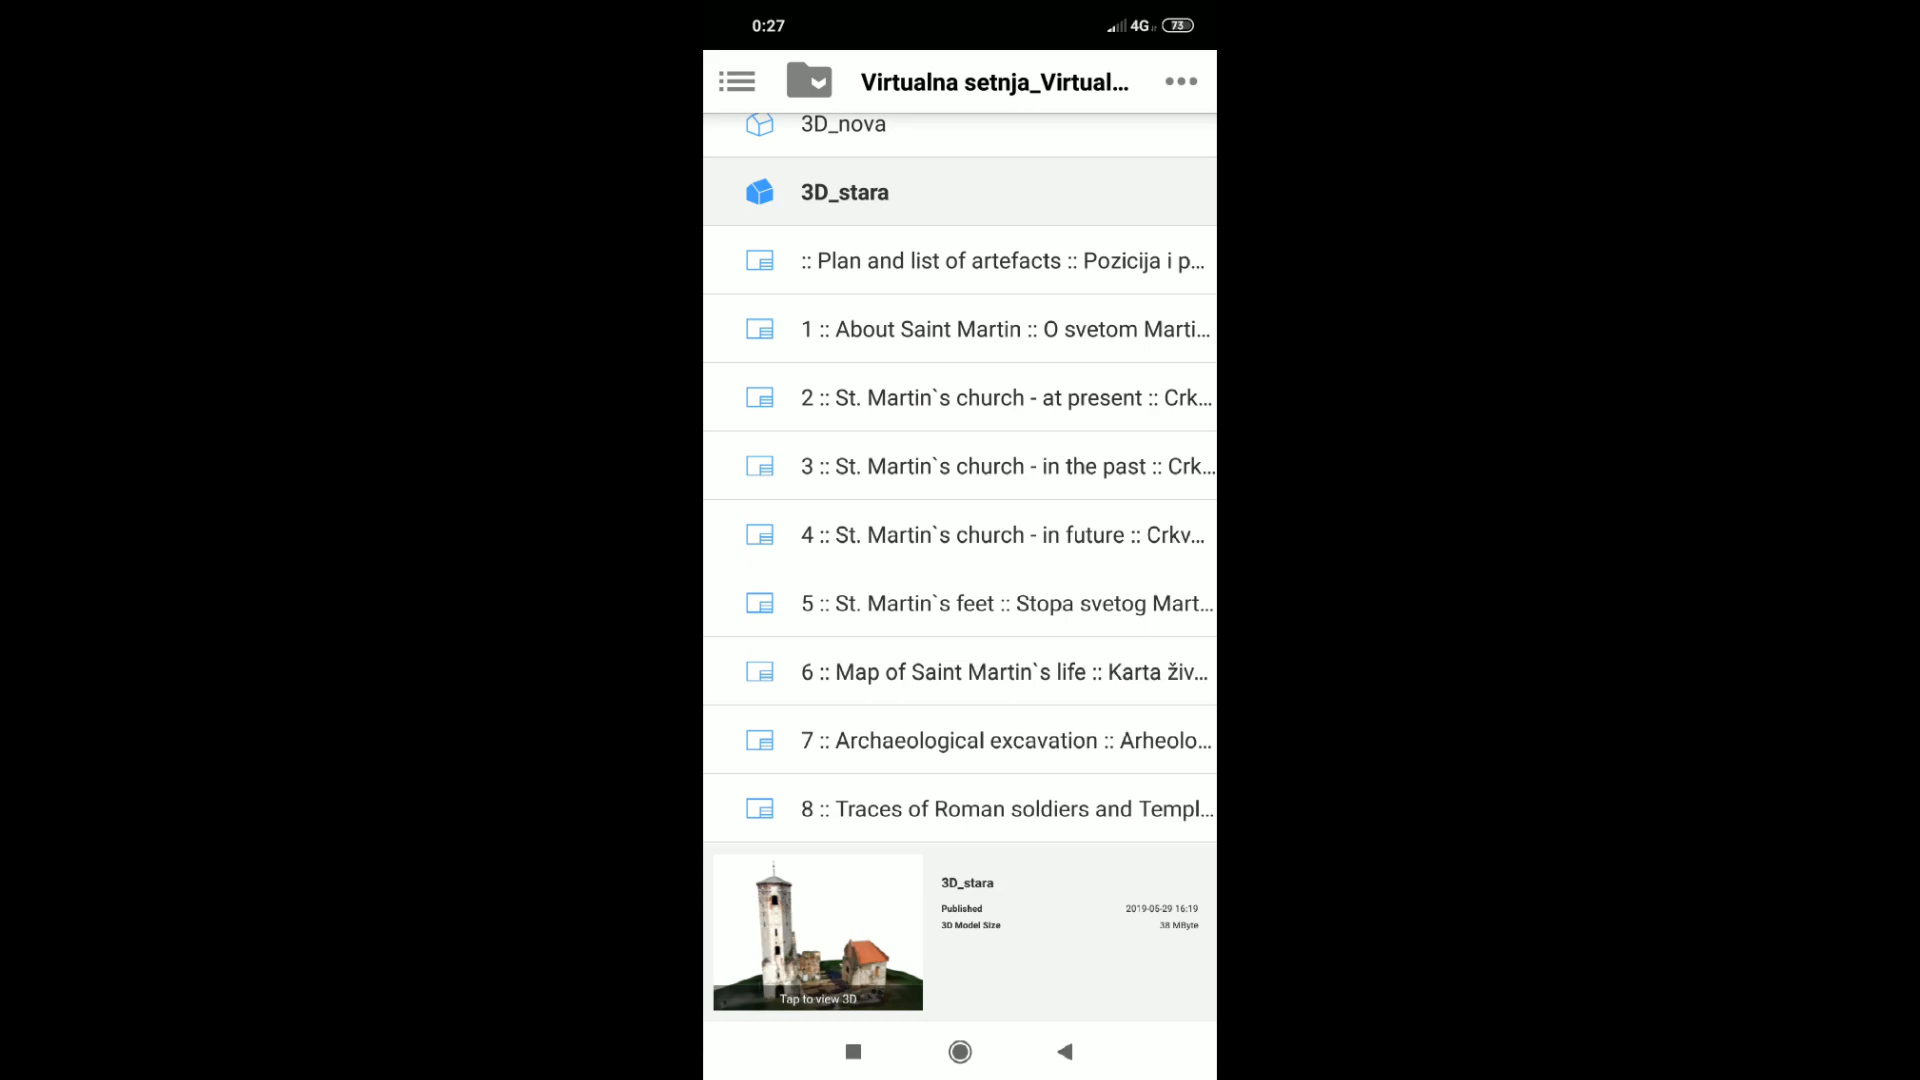 0:27
4G
73
Virtualna setnja_Virtual...
3D_nova
3D_stara
:: Plan and list of artefacts :: Pozicija i p...
1 :: About Saint Martin :: O svetom Marti...
2 :: St. Martin`s church - at present :: Crk...
3 :: St. Martin`s church - in the past :: Crk...
4 :: St. Martin`s church - in future :: Crkv...
5 :: St. Martin`s feet :: Stopa svetog Mart...
6 :: Map of Saint Martin`s life :: Karta živ...
7 :: Archaeological excavation :: Arheolo...
8 :: Traces of Roman soldiers and Templ...
3D_stara
Published 2019-05-29 16:19
3D Model Size 38 MByte
Tap to view 3D